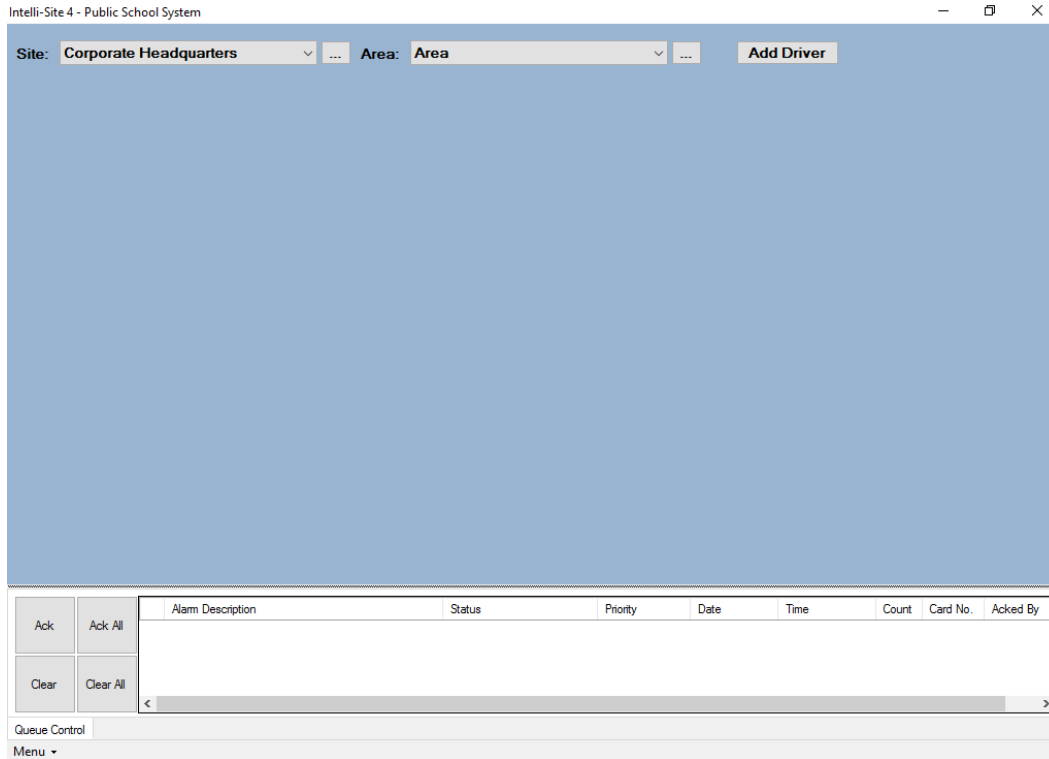 Intelli-Site 4 - Public School System
Site: Corporate Headquarters ... Area: Area ... Add Driver
Alarm Description Status Priority Date Time Count Card No. Acked By
Ack Ack All
Clear Clear All
Queue Control
Menu